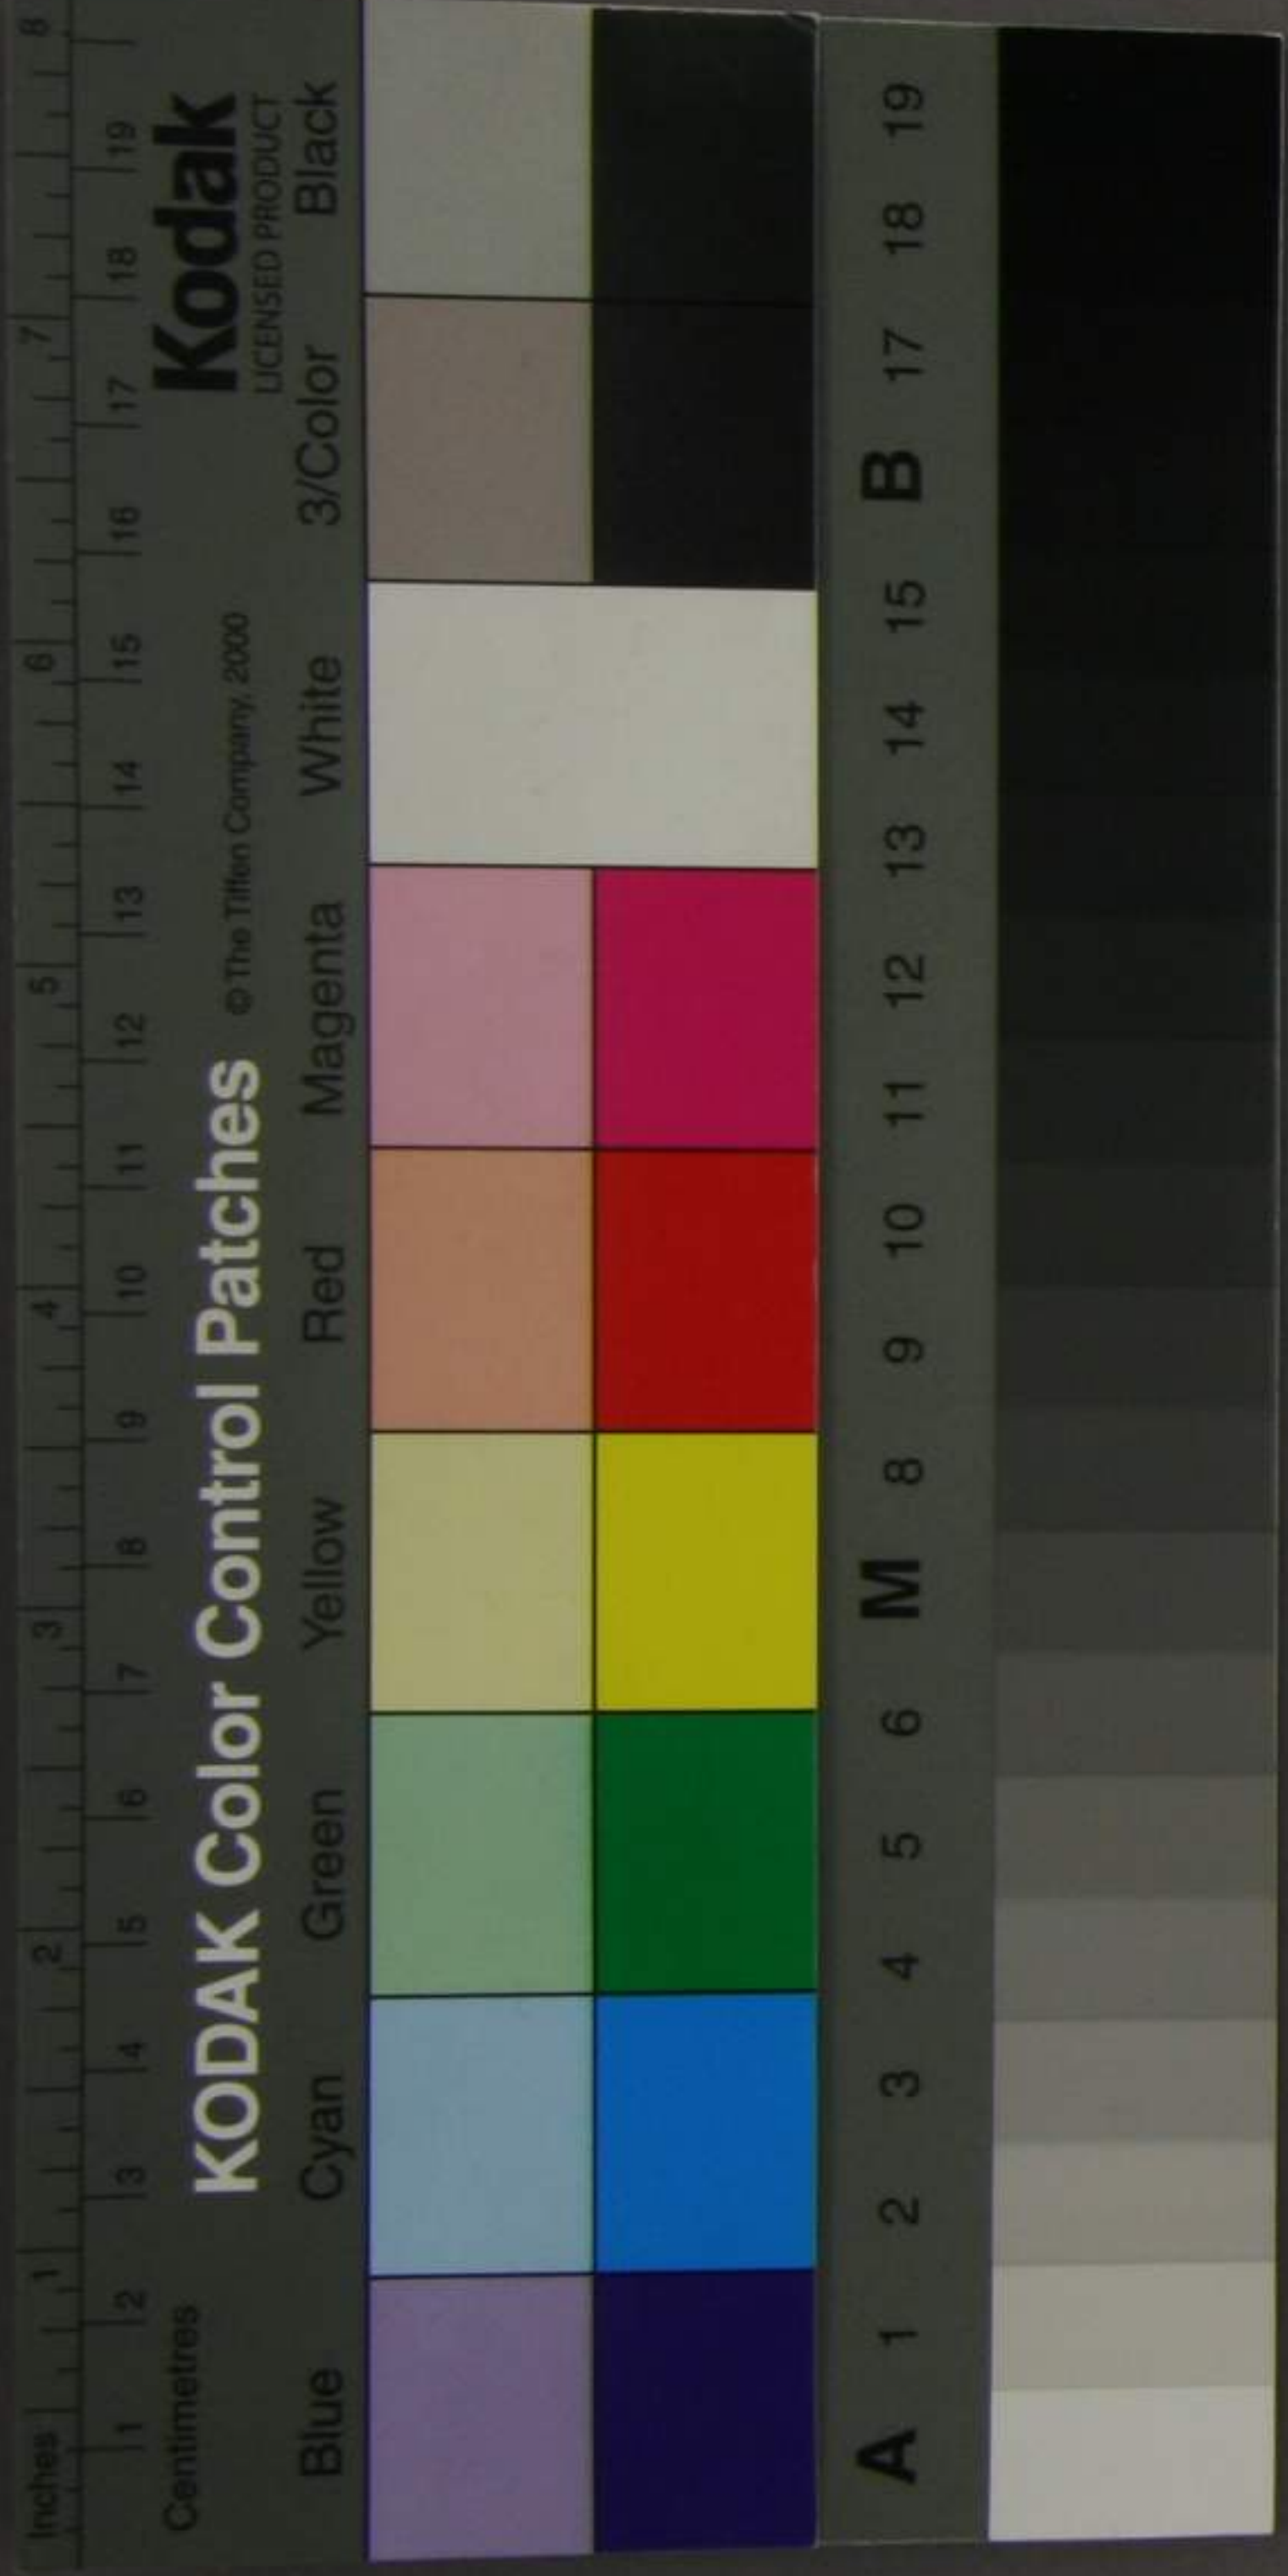 Inches 1 2 3 4 5 6 7 8
Centimetres 1 2 3 4 5 6 7 8 9 10 11 12 13 14 15 16 17 18 19
KODAK Color Control Patches © The Tiffen Company, 2000 Kodak
LICENSED PRODUCT
Blue Cyan Green Yellow Red Magenta White 3/Color Black
A 1 2 3 4 5 6 M 8 9 10 11 12 13 14 15 B 17 18 19